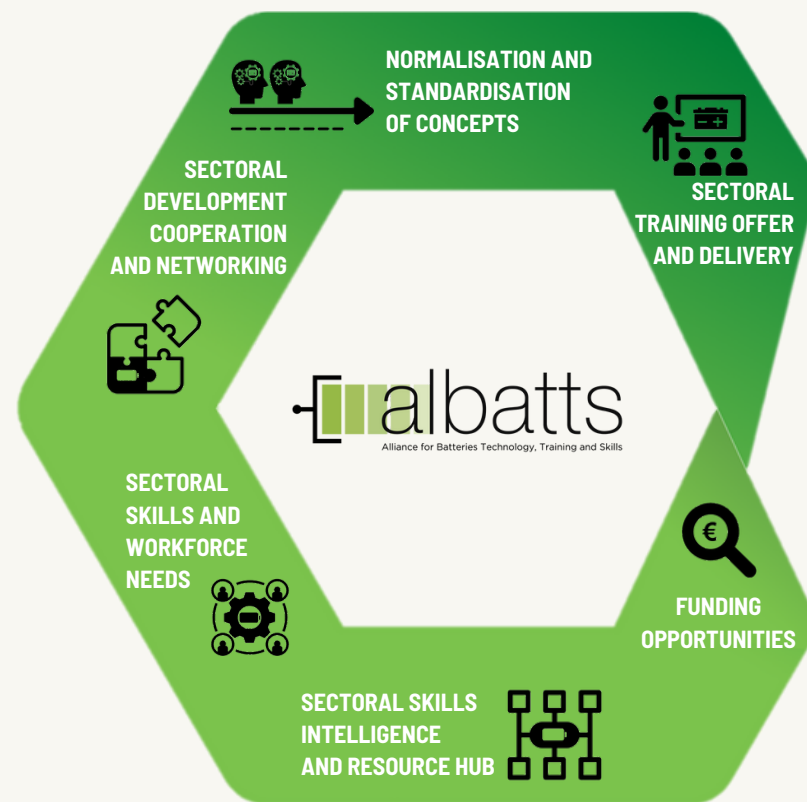 NORMALISATION AND
STANDARDISATION
OF CONCEPTS
SECTORAL
TRAINING OFFER
AND DELIVERY
SECTORAL
DEVELOPMENT
COOPERATION
AND NETWORKING
albatts
Alliance for Batteries Technology, Training and Skills
SECTORAL
SKILLS AND
WORKFORCE
NEEDS
€
FUNDING
OPPORTUNITIES
SECTORAL SKILLS
INTELLIGENCE
AND RESOURCE HUB